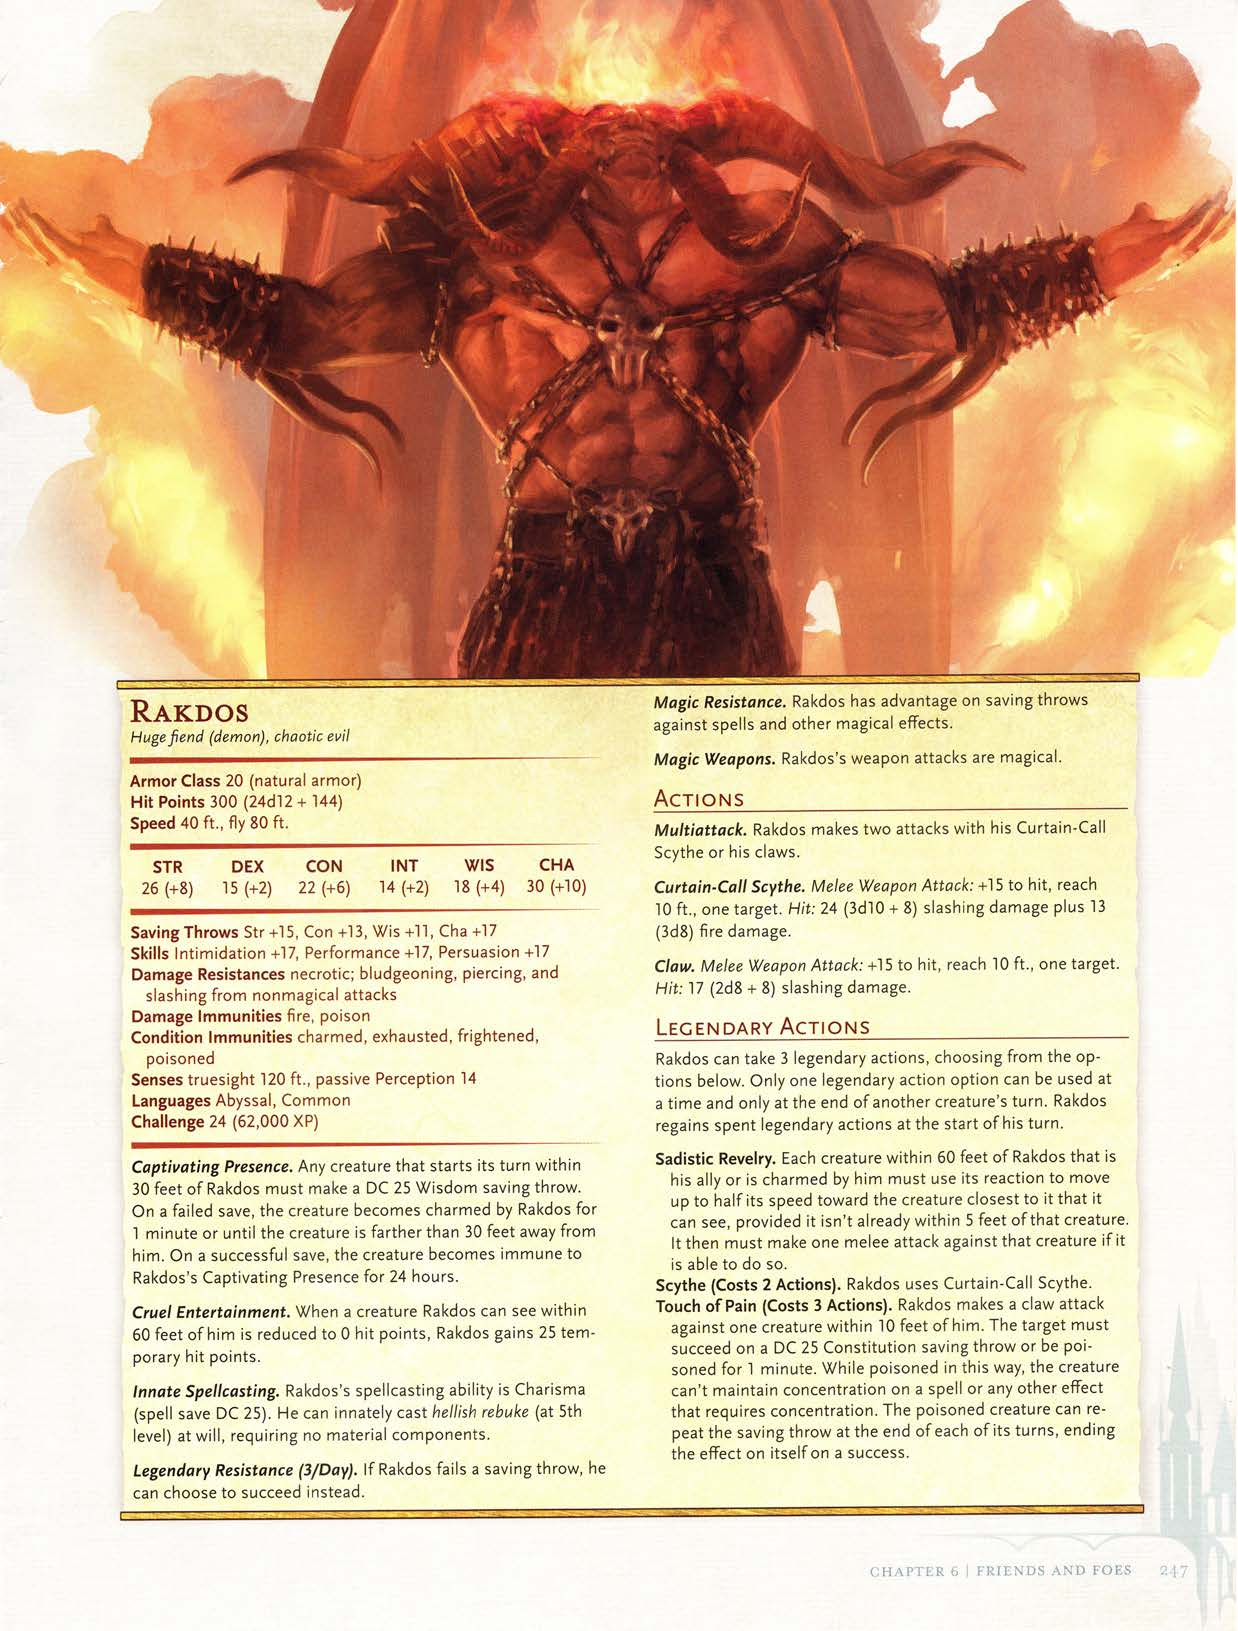 RAKDOS
Huge fiend (demon), chaotic evil
Armor Class 20 (natural armor)
Hit Points 300 (24d12 + 144)
Speed 40 ft., fly 80 ft.
STR DEX CON INT WIS CHA
26 (+8) 15 (+2) 22 (+6) 14 (+2) 18 (+4) 30 (+10)
Saving Throws Str +15, Con +13, Wis +11, Cha +17
Skills Intimidation +17, Performance +17, Persuasion +17
Damage Resistances necrotic; bludgeoning, piercing, and
slashing from nonmagical attacks
Damage Immunities fire, poison
Condition Immunities charmed, exhausted, frightened,
poisoned
Senses truesight 120 ft., passive Perception 14
Languages Abyssal, Common
Challenge 24 (62,000 XP)
Captivating Presence. Any creature that starts its turn within
30 feet of Rakdos must make a DC 25 Wisdom saving throw.
On a failed save, the creature becomes charmed by Rakdos for
1 minute or until the creature is farther than 30 feet away from
him. On a successful save, the creature becomes immune to
Rakdos's Captivating Presence for 24 hours.
Cruel Entertainment. When a creature Rakdos can see within
60 feet of him is reduced to 0 hit points, Rakdos gains 25 tem-
porary hit points.
Innate Spellcasting. Rakdos's spellcasting ability is Charisma
(spell save DC 25). He can innately cast hellish rebuke (at 5th
level) at will, requiring no material components.
Legendary Resistance (3/Day). If Rakdos fails a saving throw, he
can choose to succeed instead.
Magic Resistance. Rakdos has advantage on saving throws
against spells and other magical effects.
Magic Weapons. Rakdos's weapon attacks are magical.
ACTIONS
Multiattack. Rakdos makes two attacks with his Curtain-Call
Scythe or his claws.
Curtain-Call Scythe. Melee Weapon Attack: +15 to hit, reach
10 ft., one target. Hit: 24 (3d10 + 8) slashing damage plus 13
(3d8) fire damage.
Claw. Melee Weapon Attack: +15 to hit, reach 10 ft., one target.
Hit: 17 (2d8 + 8) slashing damage.
LEGENDARY ACTIONS
Rakdos can take 3 legendary actions, choosing from the op-
tions below. Only one legendary action option can be used at
a time and only at the end of another creature's turn. Rakdos
regains spent legendary actions at the start of his turn.
Sadistic Revelry. Each creature within 60 feet of Rakdos that is
his ally or is charmed by him must use its reaction to move
up to half its speed toward the creature closest to it that it
can see, provided it isn't already within 5 feet of that creature.
It then must make one melee attack against that creature if it
is able to do so.
Scythe (Costs 2 Actions). Rakdos uses Curtain-Call Scythe.
Touch of Pain (Costs 3 Actions). Rakdos makes a claw attack
against one creature within 10 feet of him. The target must
succeed on a DC 25 Constitution saving throw or be poi-
soned for 1 minute. While poisoned in this way, the creature
can't maintain concentration on a spell or any other effect
that requires concentration. The poisoned creature can re-
peat the saving throw at the end of each of its turns, ending
the effect on itself on a success.
CHAPTER 6 | FRIENDS AND FOES 247